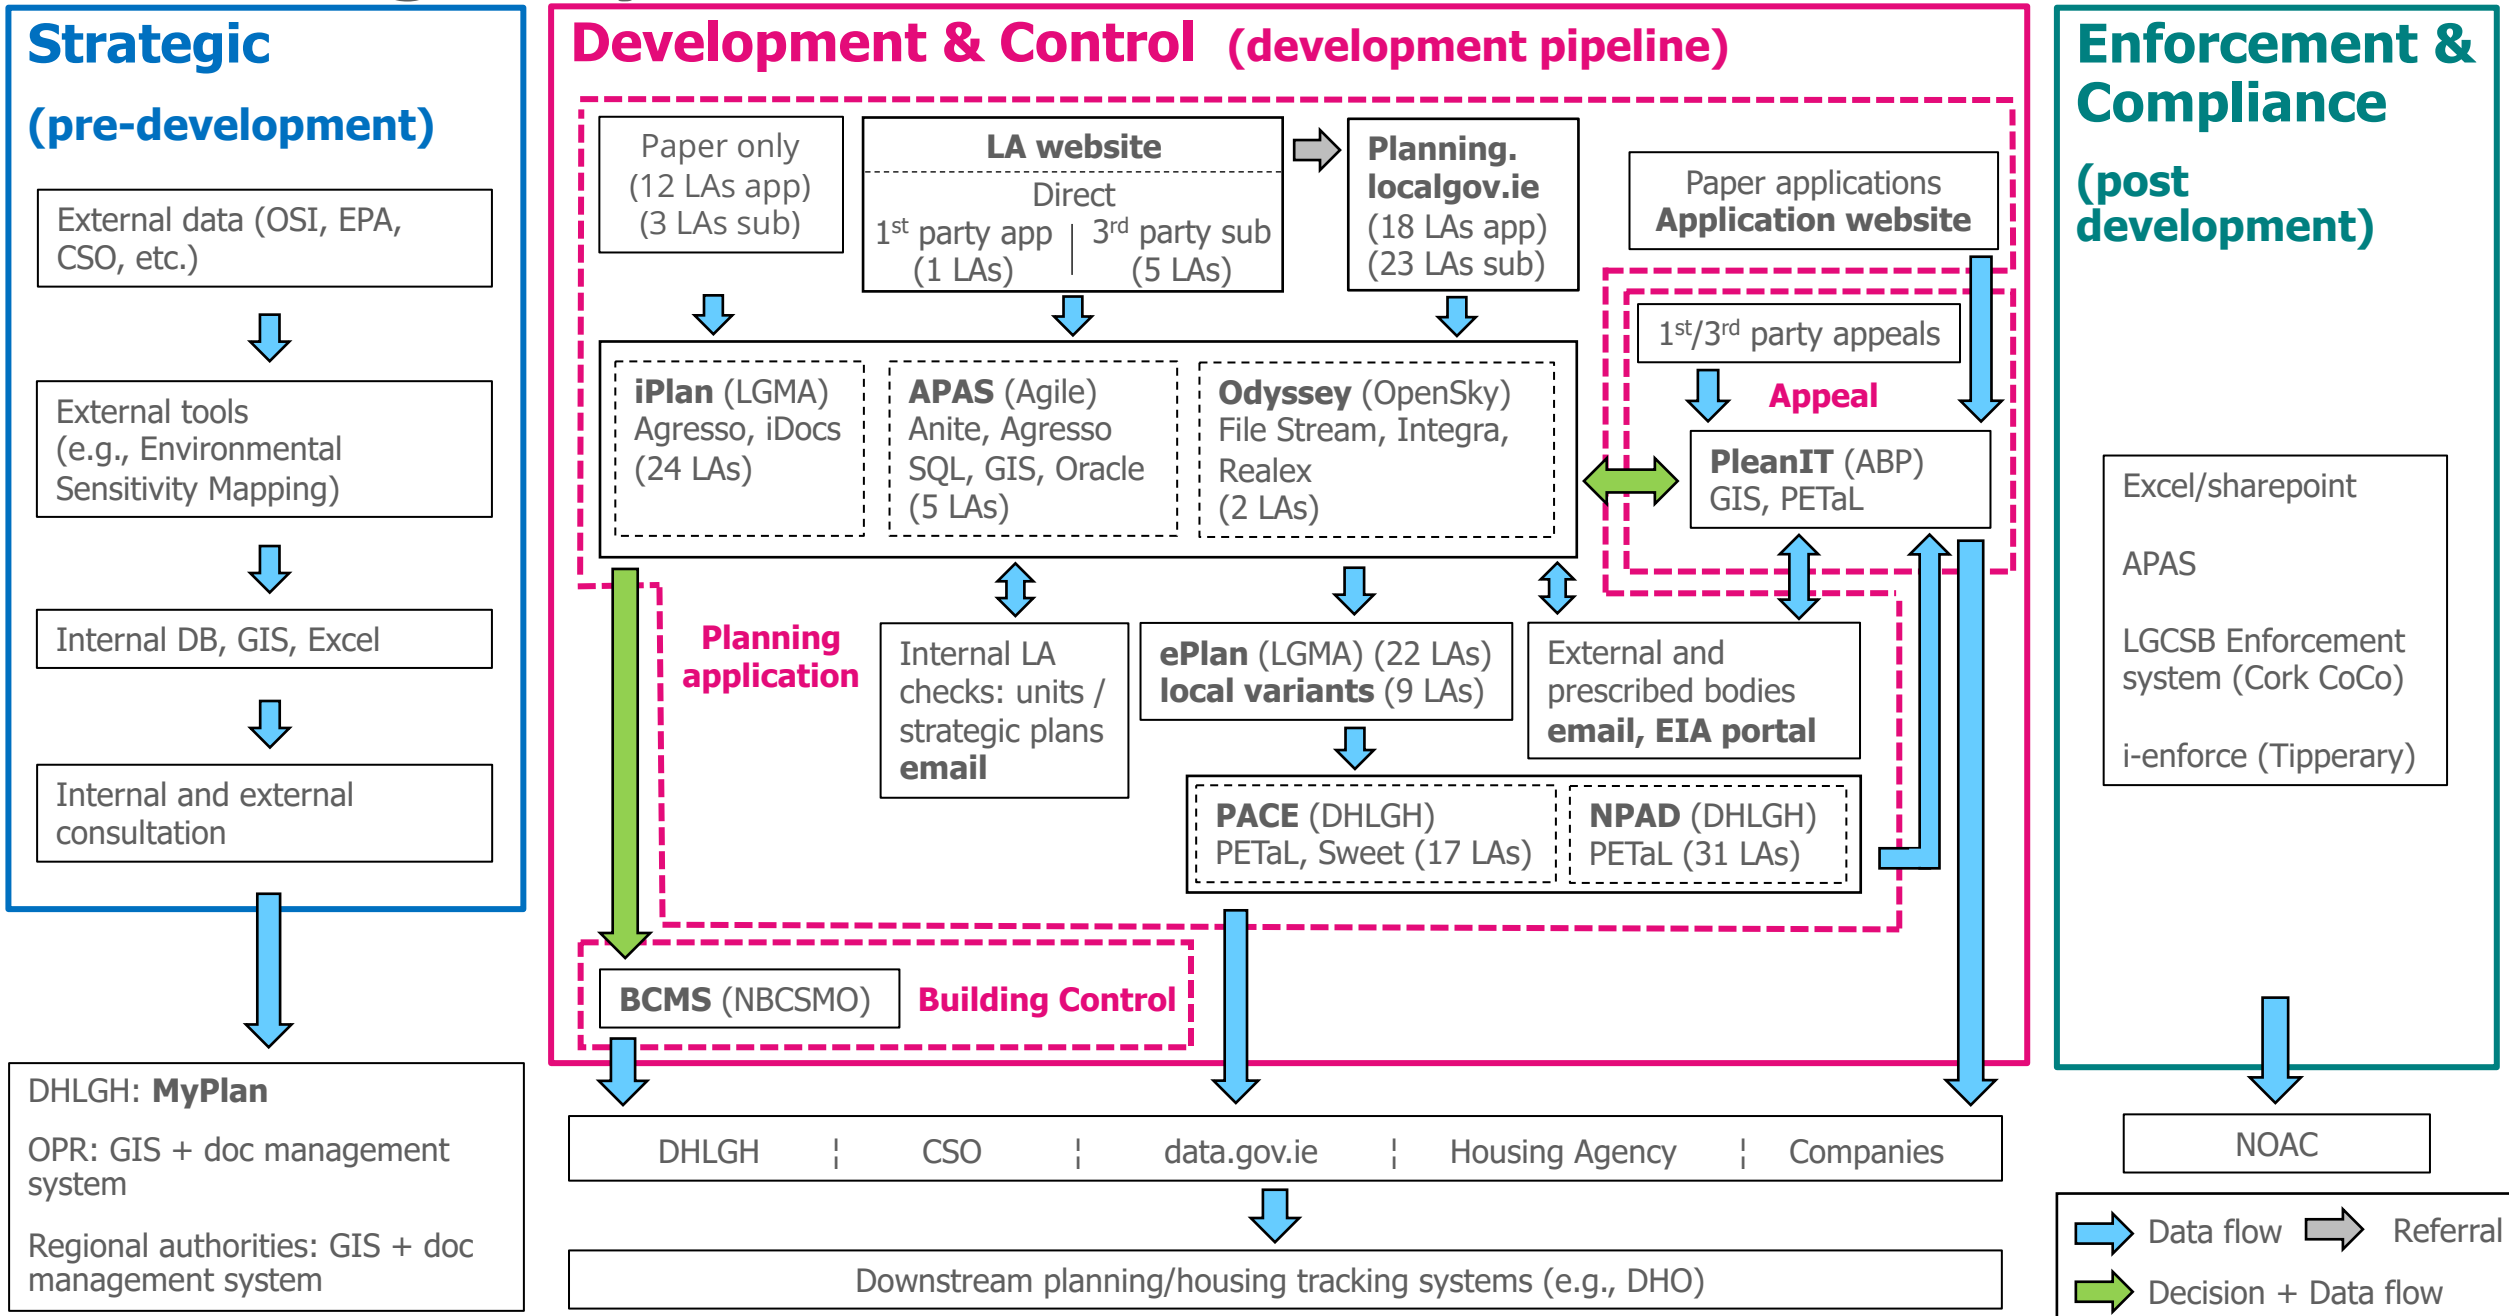 Strategic
(pre-development)
External data (OSI, EPA,
CSO, etc.)
External tools
(e.g., Environmental
Sensitivity Mapping)
Internal DB, GIS, Excel
Internal and external
consultation
DHLGH: MyPlan
OPR: GIS + doc management
system
Regional authorities: GIS + doc
management system
Development & Control (development pipeline)
Paper only
(12 LAs app)
(3 LAs sub)
LA website
Direct
1st party app
(1 LAs)
3rd party sub
(5 LAs)
Planning.
localgov.ie
(18 LAs app)
(23 LAs sub)
Paper applications
Application website
1st/3rd party appeals
Appeal
PleanIT (ABP)
GIS, PETaL
iPlan (LGMA)
Agresso, iDocs
(24 LAs)
APAS (Agile)
Anite, Agresso
SQL, GIS, Oracle
(5 LAs)
Odyssey (OpenSky)
File Stream, Integra,
Realex
(2 LAs)
Planning
application
Internal LA
checks: units /
strategic plans
email
ePlan (LGMA) (22 LAs)
local variants (9 LAs)
External and
prescribed bodies
email, EIA portal
PACE (DHLGH)
PETaL, Sweet (17 LAs)
NPAD (DHLGH)
PETaL (31 LAs)
BCMS (NBCSMO)
Building Control
DHLGH ¦ CSO ¦ data.gov.ie ¦ Housing Agency ¦ Companies
Downstream planning/housing tracking systems (e.g., DHO)
Enforcement &
Compliance
(post
development)
Excel/sharepoint
APAS
LGCSB Enforcement
system (Cork CoCo)
i-enforce (Tipperary)
NOAC
Data flow
Referral
Decision + Data flow